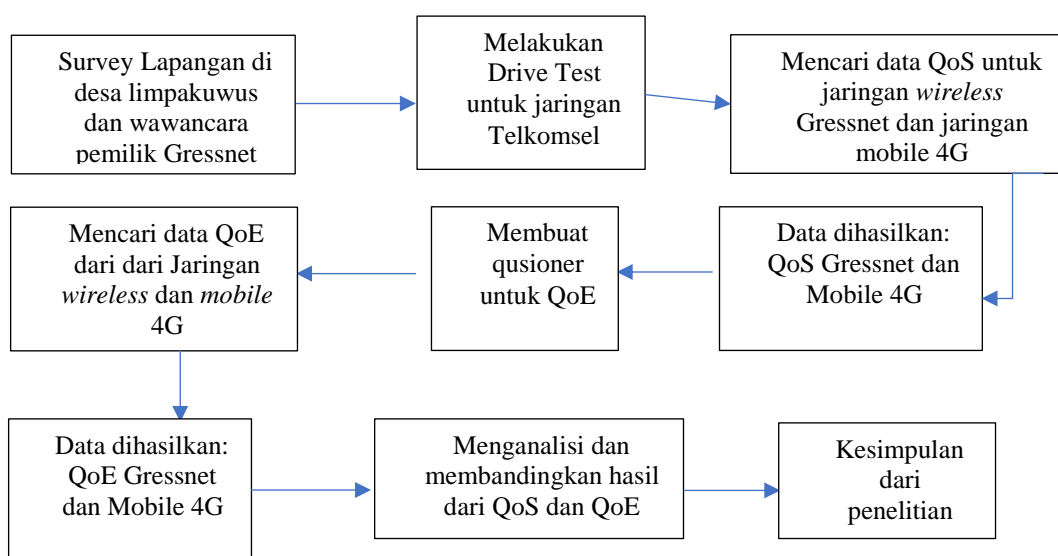 Survey Lapangan di
desa limpakuwus
dan wawancara
pemilik Gressnet
Melakukan
Drive Test
untuk jaringan
Telkomsel
Mencari data QoS untuk
jaringan wireless
Gressnet dan jaringan
mobile 4G
Data dihasilkan:
QoS Gressnet dan
Mobile 4G
Membuat
qusioner
untuk QoE
Mencari data QoE
dari dari Jaringan
wireless dan mobile
4G
Data dihasilkan:
QoE Gressnet
dan Mobile 4G
Menganalisi dan
membandingkan hasil
dari QoS dan QoE
Kesimpulan
dari
penelitian